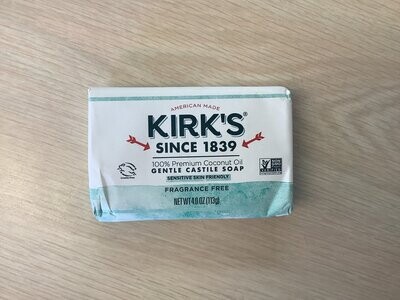 AMERICAN MADE
KIRK'S®
SINCE 1839
100% Premium Coconut Oil
GENTLE CASTILE SOAP
SENSITIVE SKIN FRIENDLY
FRAGRANCE FREE
NET WT 4.0 OZ (113g)